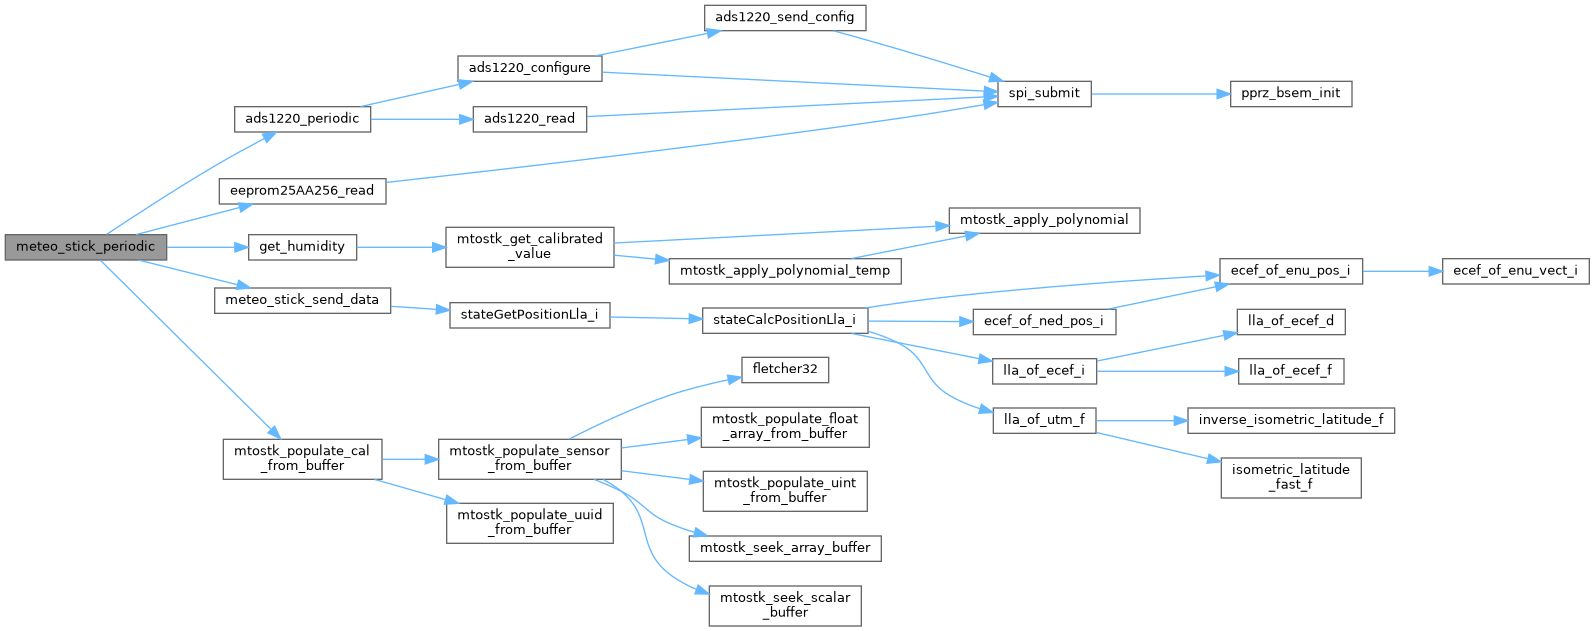 ads1220_send_config
ads1220_configure
spi_submit
pprz_bsem_init
ads1220_periodic
ads1220_read
eeprom25AA256_read
meteo_stick_periodic
get_humidity
mtostk_get_calibrated
_value
mtostk_apply_polynomial
mtostk_apply_polynomial_temp
meteo_stick_send_data
stateGetPositionLla_i
stateCalcPositionLla_i
ecef_of_enu_pos_i
ecef_of_enu_vect_i
ecef_of_ned_pos_i
lla_of_ecef_d
lla_of_ecef_i
lla_of_ecef_f
lla_of_utm_f
inverse_isometric_latitude_f
isometric_latitude
_fast_f
mtostk_populate_cal
_from_buffer
mtostk_populate_sensor
_from_buffer
fletcher32
mtostk_populate_float
_array_from_buffer
mtostk_populate_uint
_from_buffer
mtostk_populate_uuid
_from_buffer
mtostk_seek_array_buffer
mtostk_seek_scalar
_buffer